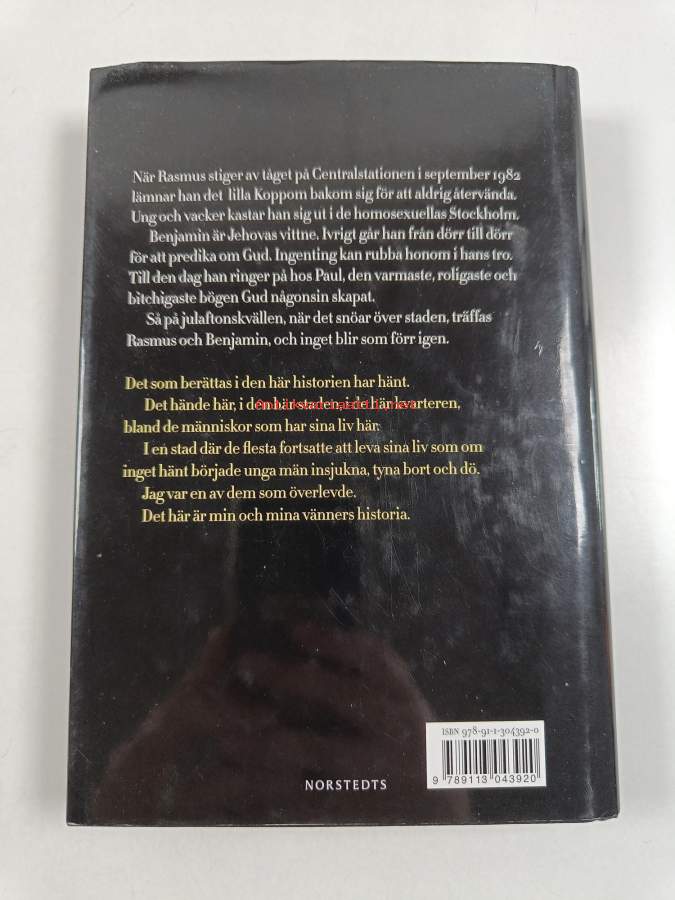 När Rasmus stiger av tåget på Centralstationen i september 1982
lämnar han det lilla Koppom bakom sig för att aldrig återvända.
Ung och vacker kastar han sig ut i de homosexuellas Stockholm.
Benjamin är Jehovas vittne. Ivrigt går han från dörr till dörr
för att predika om Gud. Ingenting kan rubba honom i hans tro.
Till den dag han ringer på hos Paul, den varmaste, roligaste och
bitchigaste bögen Gud någonsin skapat.
Så på julaftonskvällen, när det snöar över staden, träffas
Rasmus och Benjamin, och inget blir som förr igen.
Det som berättas i den här historien har hänt.
Det hände här, i den här staden, i de här kvarteren,
bland de människor som har sina liv här.
I en stad där de flesta fortsatte att leva sina liv som om
inget hänt började unga män insjukna, tyna bort och dö.
Jag var en av dem som överlevde.
Det här är min och mina vänners historia.
ISBN 978-91-1-304392-0
9 789113 043920
NORSTEDTS